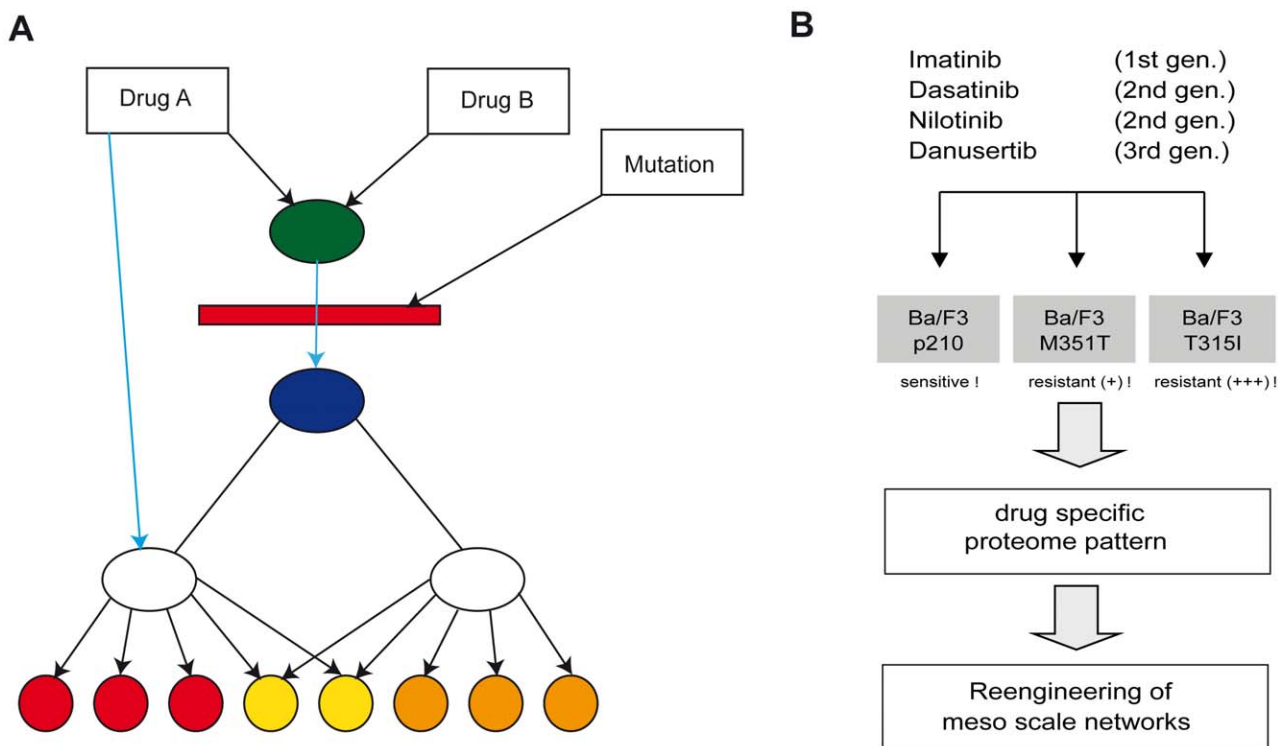 A
Drug A
Drug B
Mutation
B
Imatinib (1st gen.)
Dasatinib (2nd gen.)
Nilotinib (2nd gen.)
Danusertib (3rd gen.)
Ba/F3
p210
Ba/F3
M351T
Ba/F3
T315I
sensitive !
resistant (+) !
resistant (+++) !
drug specific
proteome pattern
Reengineering of
meso scale networks